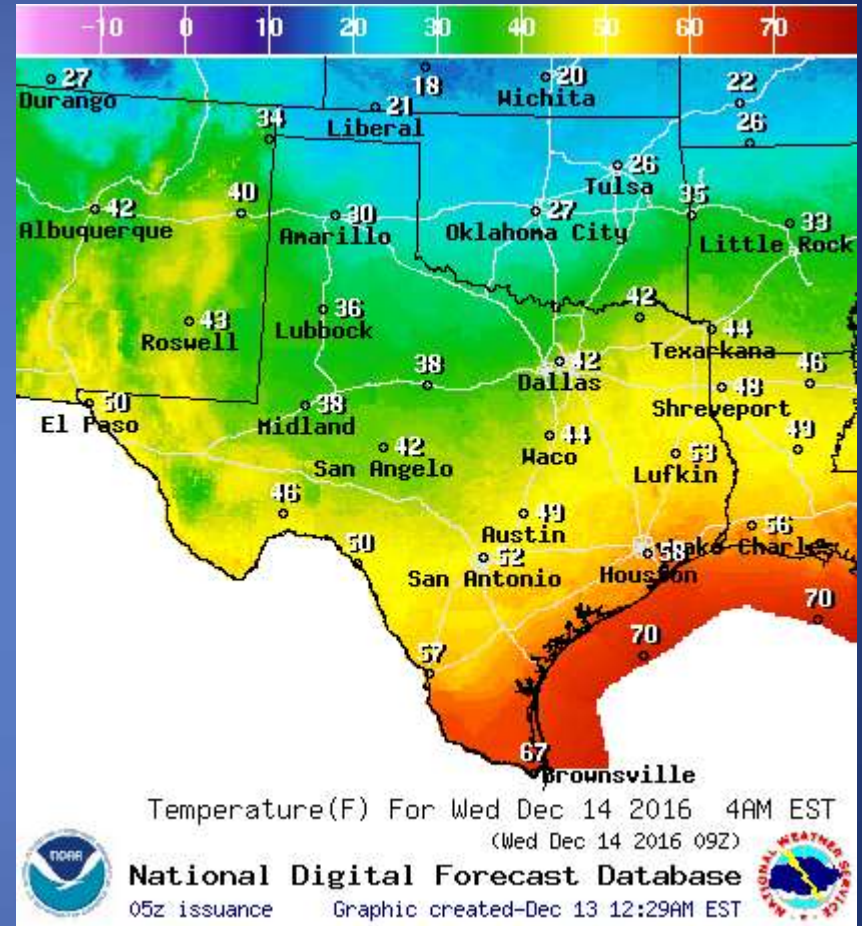 -10 0 10 20 30 40 50 60 70
27
Durango
18
20
Wichita
22
21
Liberal
34
26
26
Tulsa
42
Albuquerque
40
30
Amarillo
27
Oklahoma City
35
33
Little Rock
43
Roswell
36
Lubbock
42
44
Texarkana
38
42
Dallas
46
48
Shreveport
50
El Paso
38
Midland
42
San Angelo
44
Waco
53
Lufkin
49
46
49
Austin
50
52
San Antonio
58
Houston
56
Lake Charles
57
70
70
67
Brownsville
Temperature(F) For Wed Dec 14 2016 4AM EST
(Wed Dec 14 2016 09Z)
NOAA
National Digital Forecast Database
05z issuance Graphic created-Dec 13 12:29AM EST
NATIONAL WEATHER SERVICE